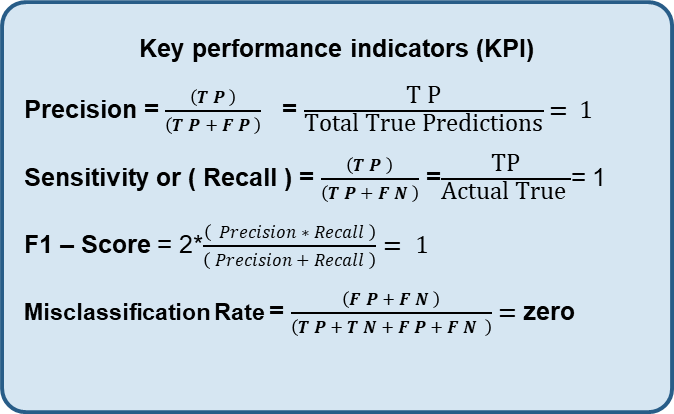 Key performance indicators (KPI)
Precision = (T P) / (T P + F P) = T P / Total True Predictions = 1
Sensitivity or ( Recall ) = (T P) / (T P + F N) = TP / Actual True = 1
F1 – Score = 2*( Precision * Recall ) / ( Precision + Recall ) = 1
Misclassification Rate = (F P + F N) / (T P + T N + F P + F N ) = zero